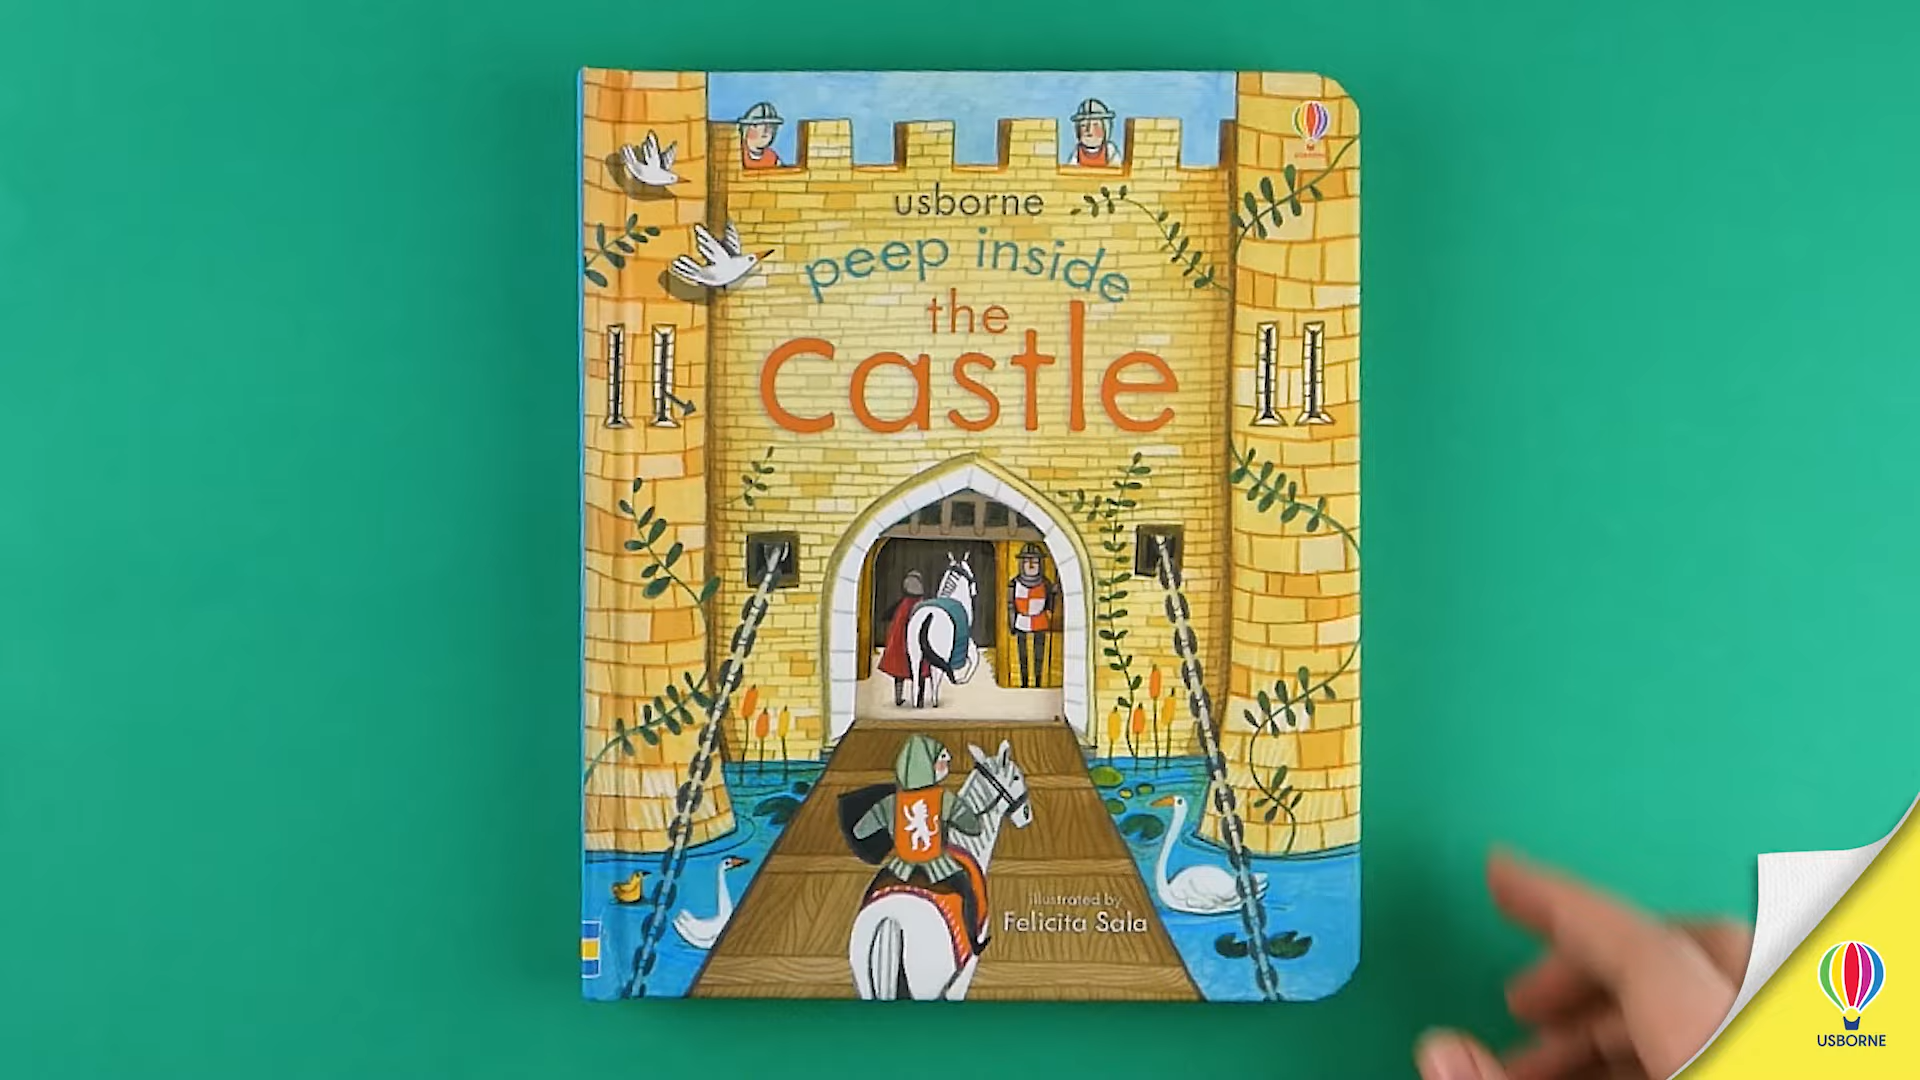 usborne
peep inside
the
castle
illustrated by
Felicita Sala
USBORNE